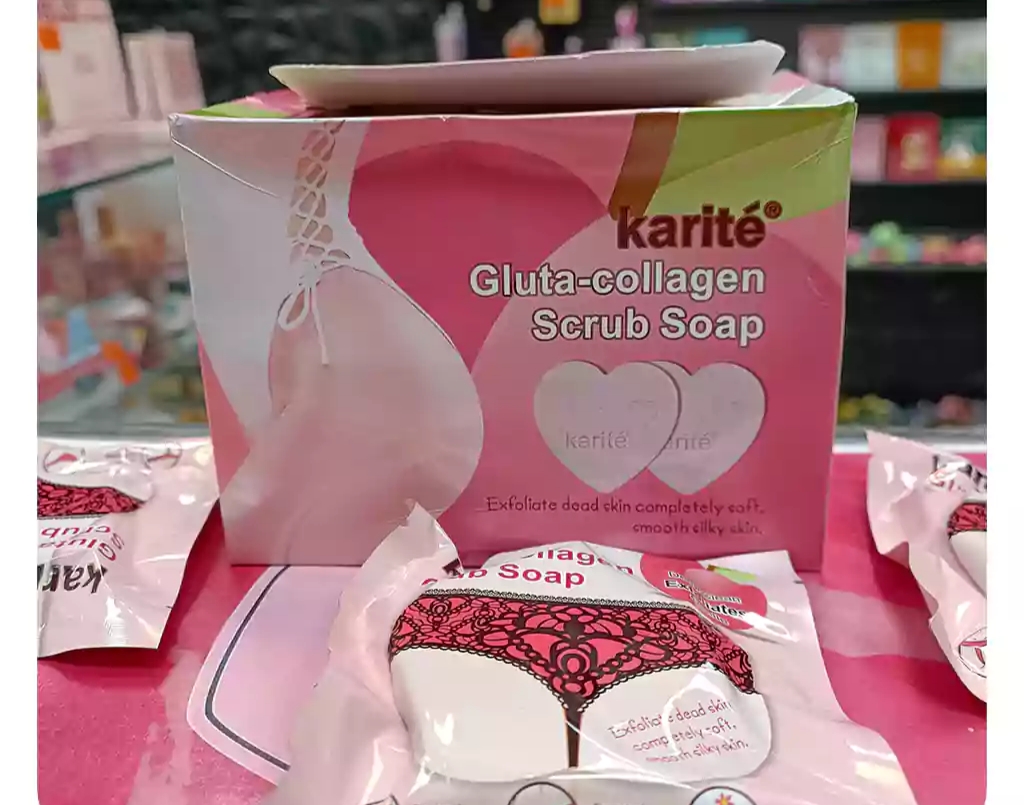 karité®
Gluta-collagen
Scrub Soap
karité
Exfoliate dead skin completely soft,
smooth silky skin.
Soap
Exfoliate dead skin
completely soft,
smooth silky skin.